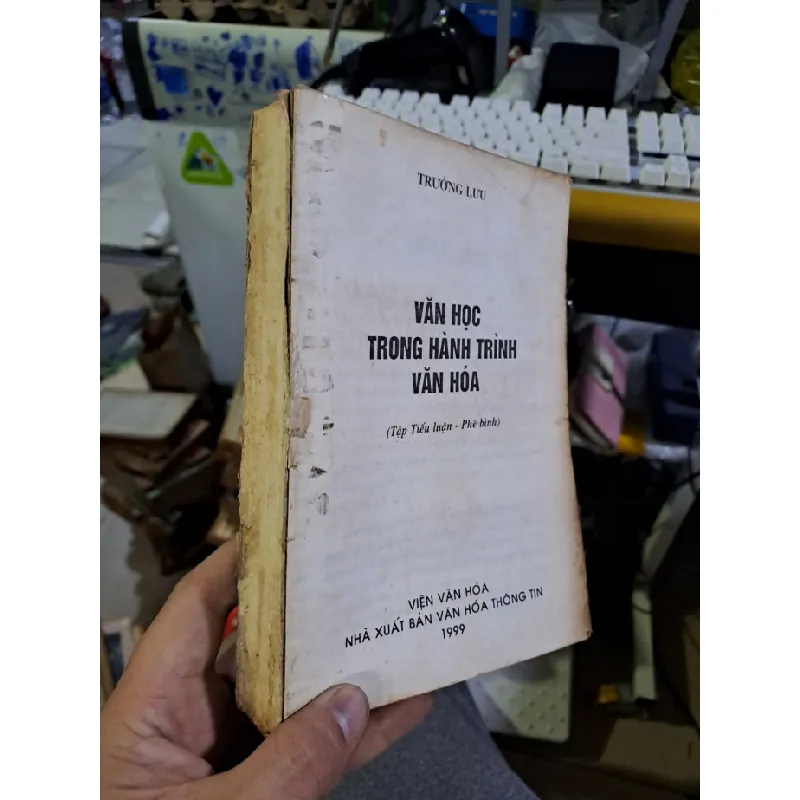 TRƯỜNG LƯU
VĂN HỌC
TRONG HÀNH TRÌNH
VĂN HÓA
(Tập Tiểu luận - Phê bình)
VIỆN VĂN HÓA
NHÀ XUẤT BẢN VĂN HÓA THÔNG TIN
1999